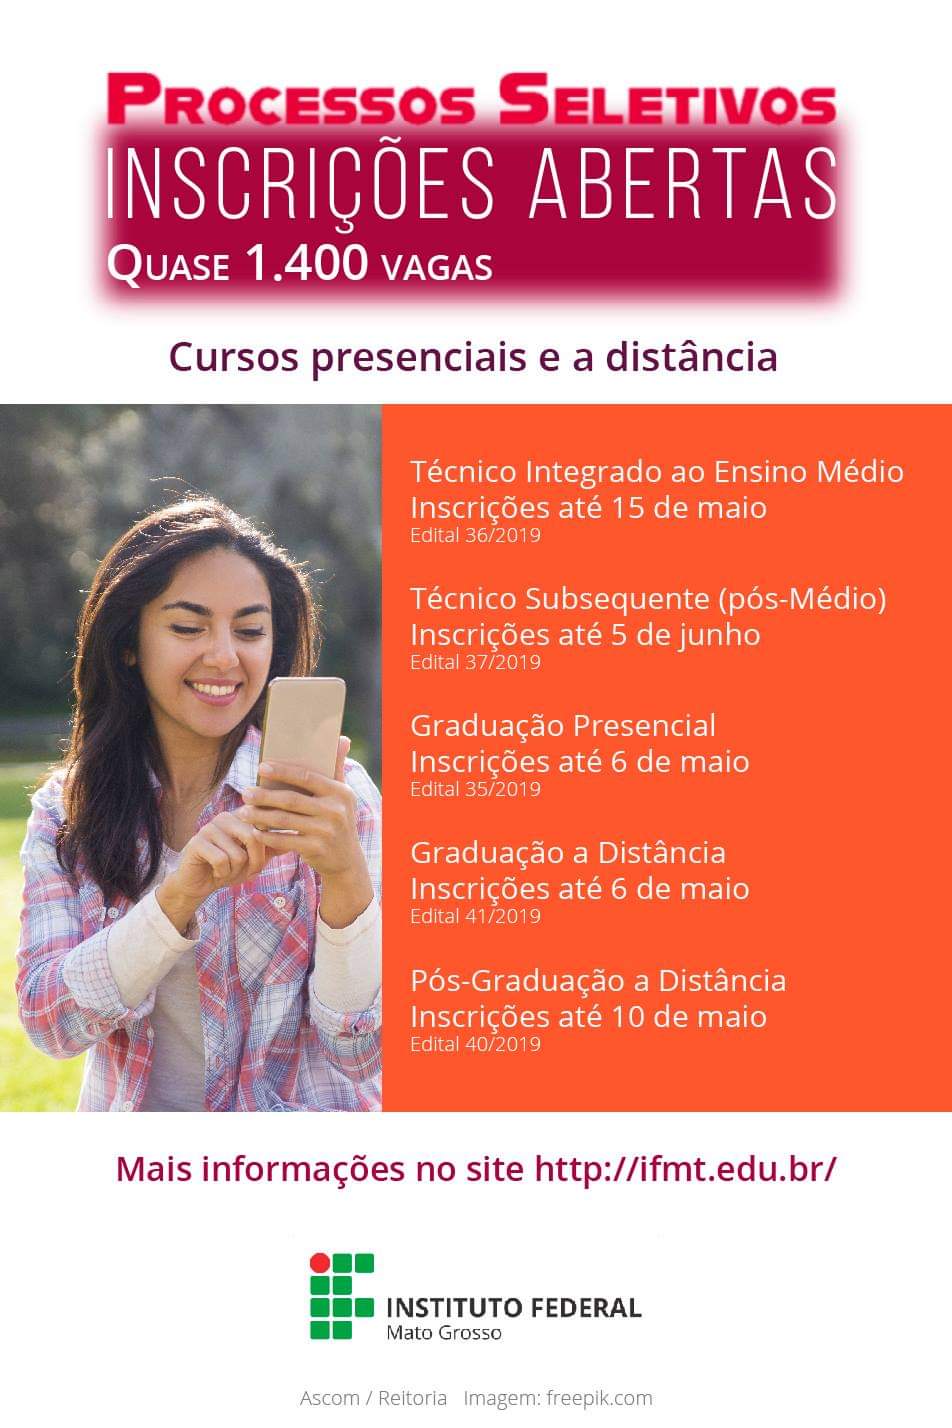 PROCESSOS SELETIVOS
INSCRIÇÕES ABERTAS
QUASE 1.400 VAGAS
Cursos presenciais e a distância
Técnico Integrado ao Ensino Médio
Inscrições até 15 de maio
Edital 36/2019
Técnico Subsequente (pós-Médio)
Inscrições até 5 de junho
Edital 37/2019
Graduação Presencial
Inscrições até 6 de maio
Edital 35/2019
Graduação a Distância
Inscrições até 6 de maio
Edital 41/2019
Pós-Graduação a Distância
Inscrições até 10 de maio
Edital 40/2019
Mais informações no site http://ifmt.edu.br/
INSTITUTO FEDERAL
Mato Grosso
Ascom / Reitoria Imagem: freepik.com